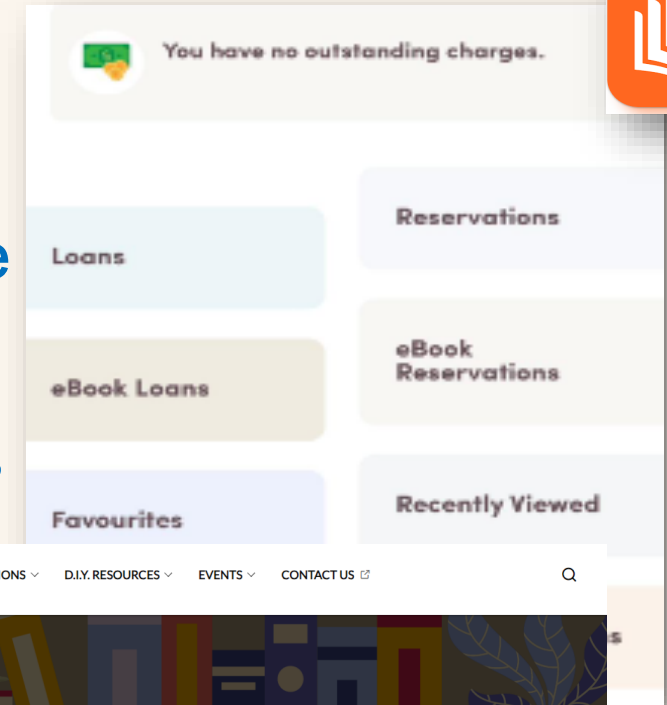 You have no outstanding charges.
Reservations
Loans
eBook
Reservations
eBook Loans
Recently Viewed
Favourites
D.I.Y. RESOURCES
EVENTS
CONTACT US